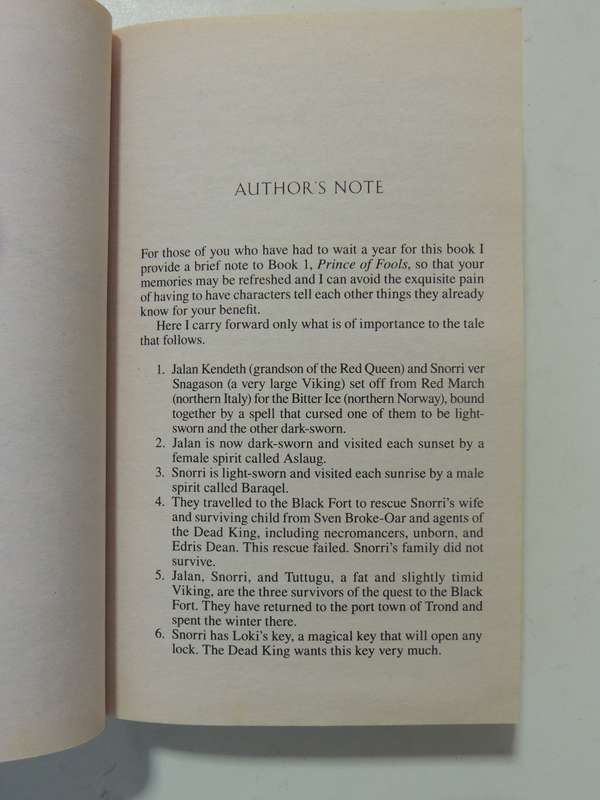 AUTHOR'S NOTE
For those of you who have had to wait a year for this book I
provide a brief note to Book 1, Prince of Fools, so that your
memories may be refreshed and I can avoid the exquisite pain
of having to have characters tell each other things they already
know for your benefit.
Here I carry forward only what is of importance to the tale
that follows.
1. Jalan Kendeth (grandson of the Red Queen) and Snorri ver
Snagason (a very large Viking) set off from Red March
(northern Italy) for the Bitter Ice (northern Norway), bound
together by a spell that cursed one of them to be light-
sworn and the other dark-sworn.
2. Jalan is now dark-sworn and visited each sunset by a
female spirit called Aslaug.
3. Snorri is light-sworn and visited each sunrise by a male
spirit called Baraqel.
4. They travelled to the Black Fort to rescue Snorri's wife
and surviving child from Sven Broke-Oar and agents of
the Dead King, including necromancers, unborn, and
Edris Dean. This rescue failed. Snorri's family did not
survive.
5. Jalan, Snorri, and Tuttugu, a fat and slightly timid
Viking, are the three survivors of the quest to the Black
Fort. They have returned to the port town of Trond and
spent the winter there.
6. Snorri has Loki's key, a magical key that will open any
lock. The Dead King wants this key very much.